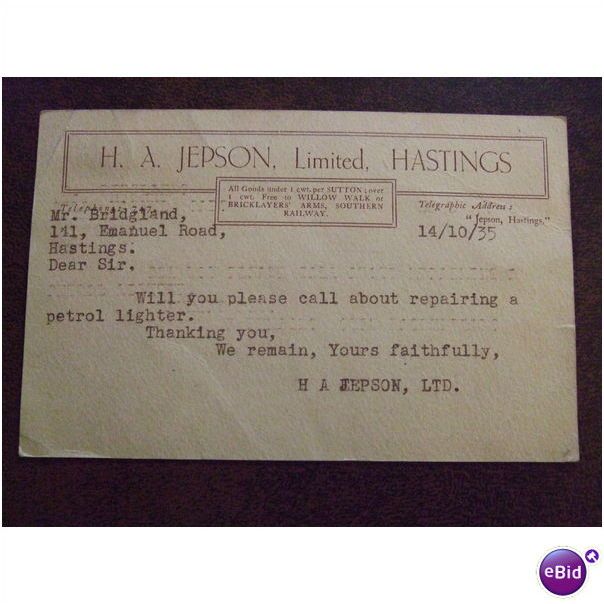 H. A. JEPSON, Limited, HASTINGS
All Goods under 1 cwt. per SUTTON; over
1 cwt. Free to WILLOW WALK or
BRICKLAYERS' ARMS, SOUTHERN
RAILWAY.
Telegraphic Address:
"Jepson, Hastings."
Mr. Bridgland,
141, Emanuel Road,
14/10/35
Hastings.
Dear Sir.
Will you please call about repairing a
petrol lighter.
Thanking you,
We remain, Yours faithfully,
H A JEPSON, LTD.
eBid